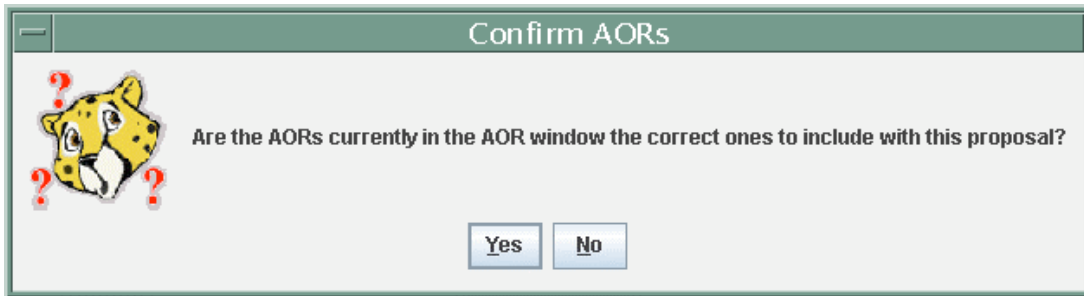 Confirm AORs
?
Are the AORs currently in the AOR window the correct ones to include with this proposal?
? ?
Yes No